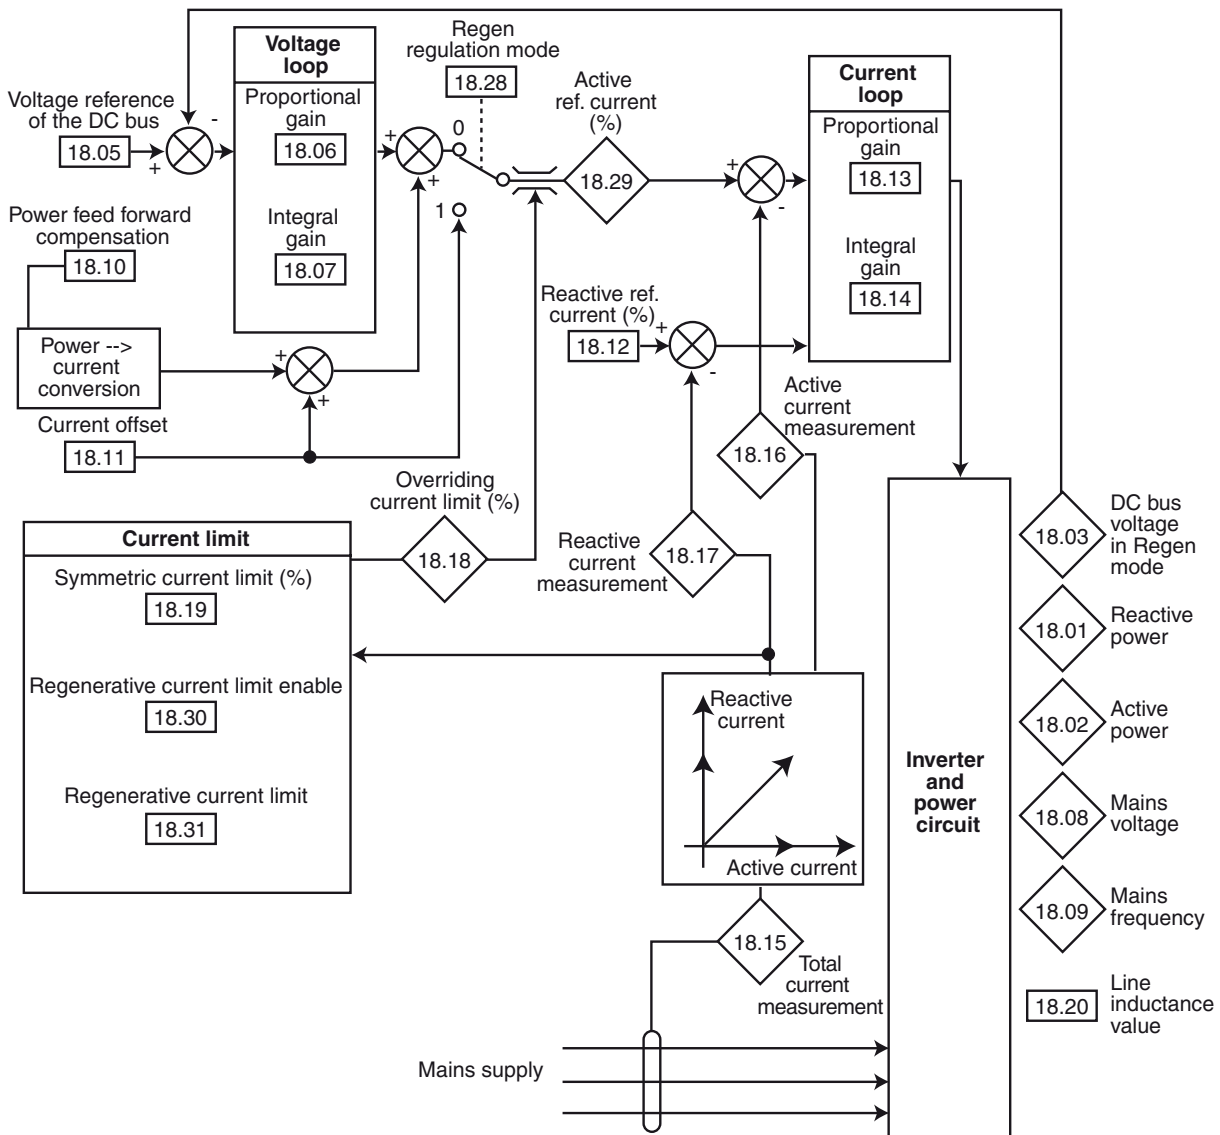 Voltage
loop
Proportional
gain
18.06
Integral
gain
18.07
Regen
regulation mode
18.28
0
1
Active
ref. current
(%)
18.29
Current
loop
Proportional
gain
18.13
Integral
gain
18.14
Voltage reference
of the DC bus
18.05
+
-
+
+
+
-
Power feed forward
compensation
18.10
Power -->
current
conversion
+
+
Current offset
18.11
Reactive ref.
current (%)
18.12
+
-
Active
current
measurement
18.16
Overriding
current limit (%)
18.18
Reactive
current
measurement
18.17
Current limit
Symmetric current limit (%)
18.19
Regenerative current limit enable
18.30
Regenerative current limit
18.31
Reactive
current
Active current
18.15
Total
current
measurement
Mains supply
Inverter
and
power
circuit
18.03
DC bus
voltage
in Regen
mode
18.01
Reactive
power
18.02
Active
power
18.08
Mains
voltage
18.09
Mains
frequency
18.20
Line
inductance
value